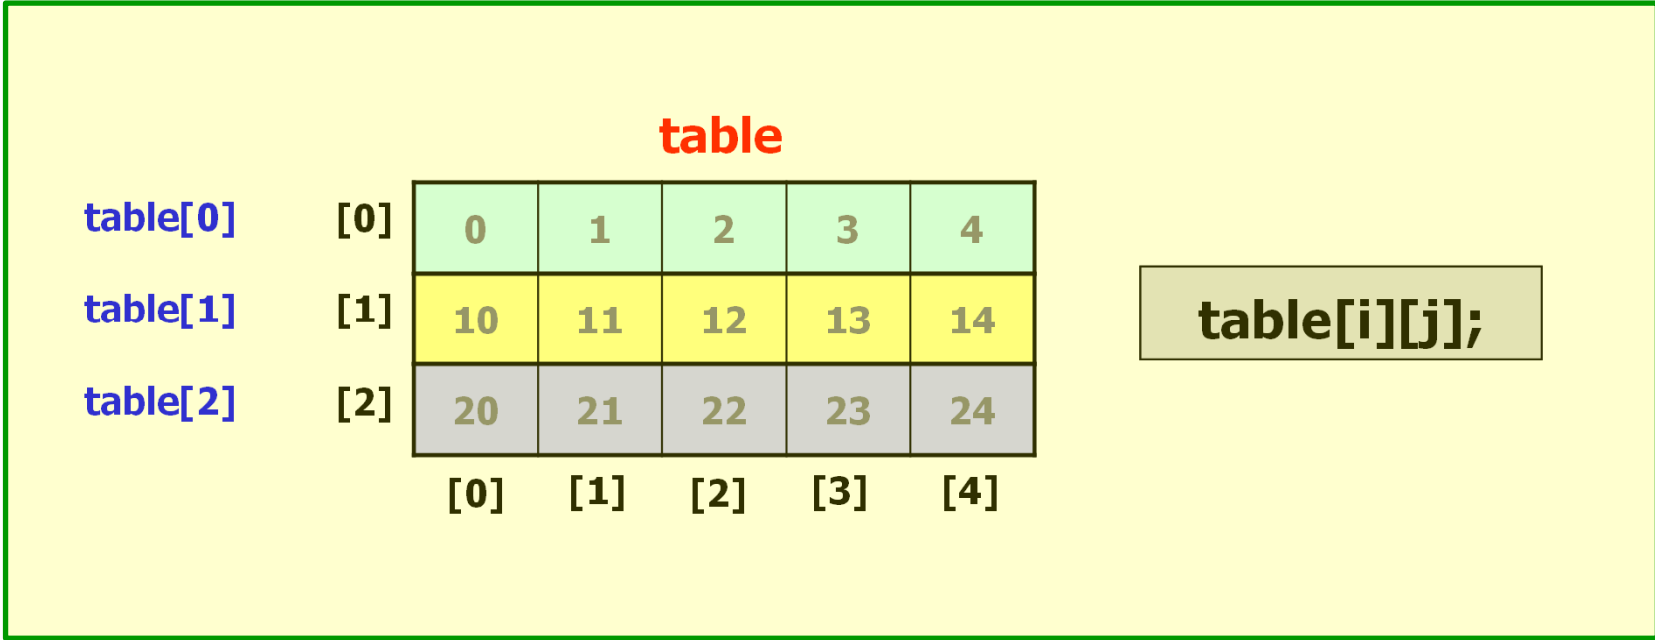 table
table[0] [0] 0 1 2 3 4
table[1] [1] 10 11 12 13 14
table[2] [2] 20 21 22 23 24
[0] [1] [2] [3] [4]
table[i][j];